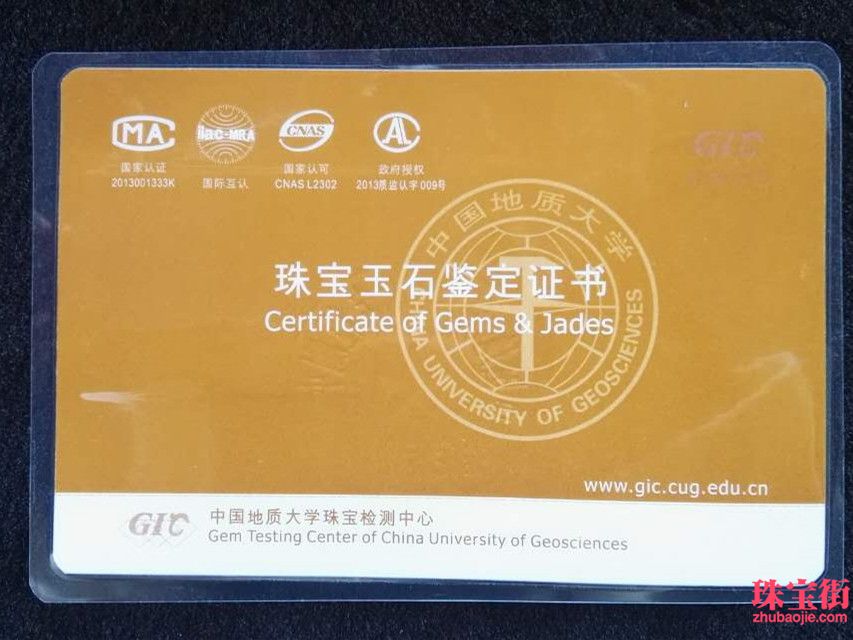 MA
ilac-MRA
CNAS
AL
国家认证
2013001333K
国际互认
国家认可
CNAS L2302
政府授权
2013质监认字009号
GIC
中国地质大学
CHINA UNIVERSITY OF GEOSCIENCES
珠宝玉石鉴定证书
Certificate of Gems & Jades
www.gic.cug.edu.cn
GIC
中国地质大学珠宝检测中心
Gem Testing Center of China University of Geosciences
珠宝街
zhubaojie.com